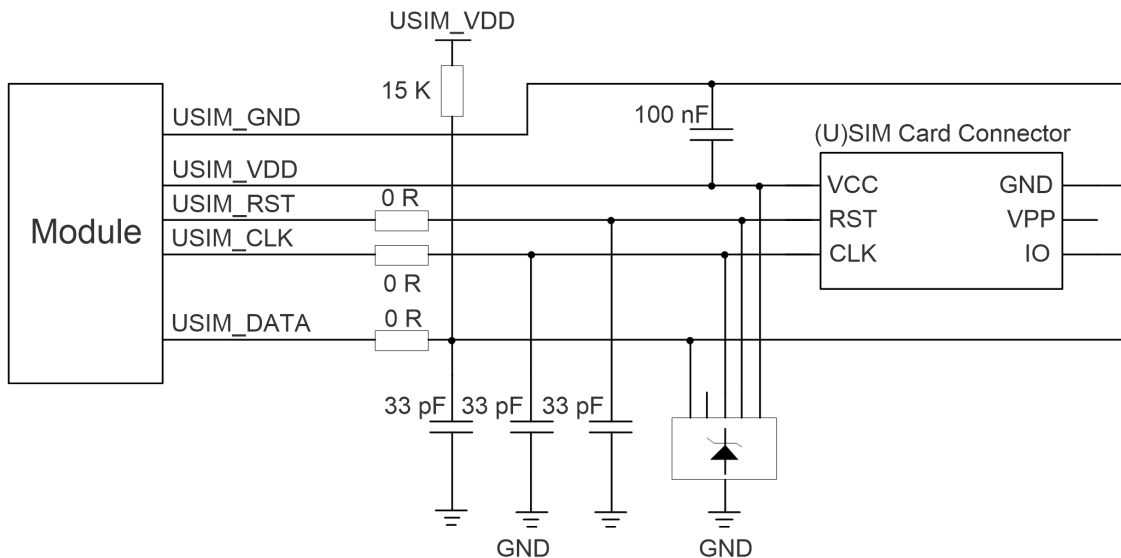 USIM_VDD
15 K
USIM_GND
100 nF
(U)SIM Card Connector
USIM_VDD
VCC
GND
USIM_RST
0 R
RST
VPP
Module
USIM_CLK
CLK
IO
0 R
USIM_DATA
0 R
33 pF
33 pF
33 pF
GND
GND